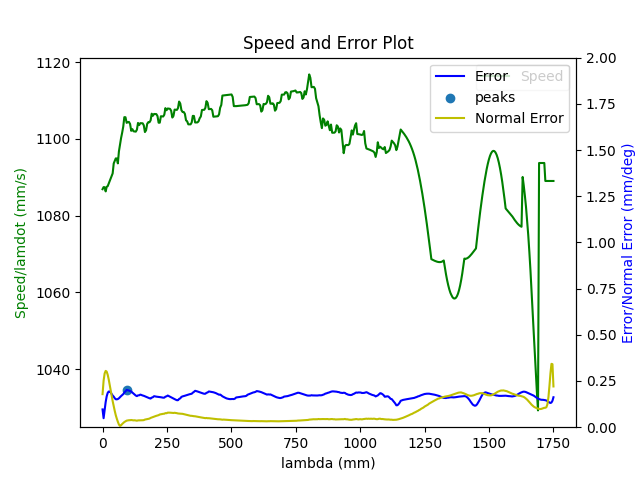 Speed and Error Plot
1120
1100
1080
1060
1040
Speed/lamdot (mm/s)
2.00
1.75
1.50
1.25
1.00
0.75
0.50
0.25
0.00
Error/Normal Error (mm/deg)
Error
Speed
peaks
Normal Error
0 250 500 750 1000 1250 1500 1750
lambda (mm)